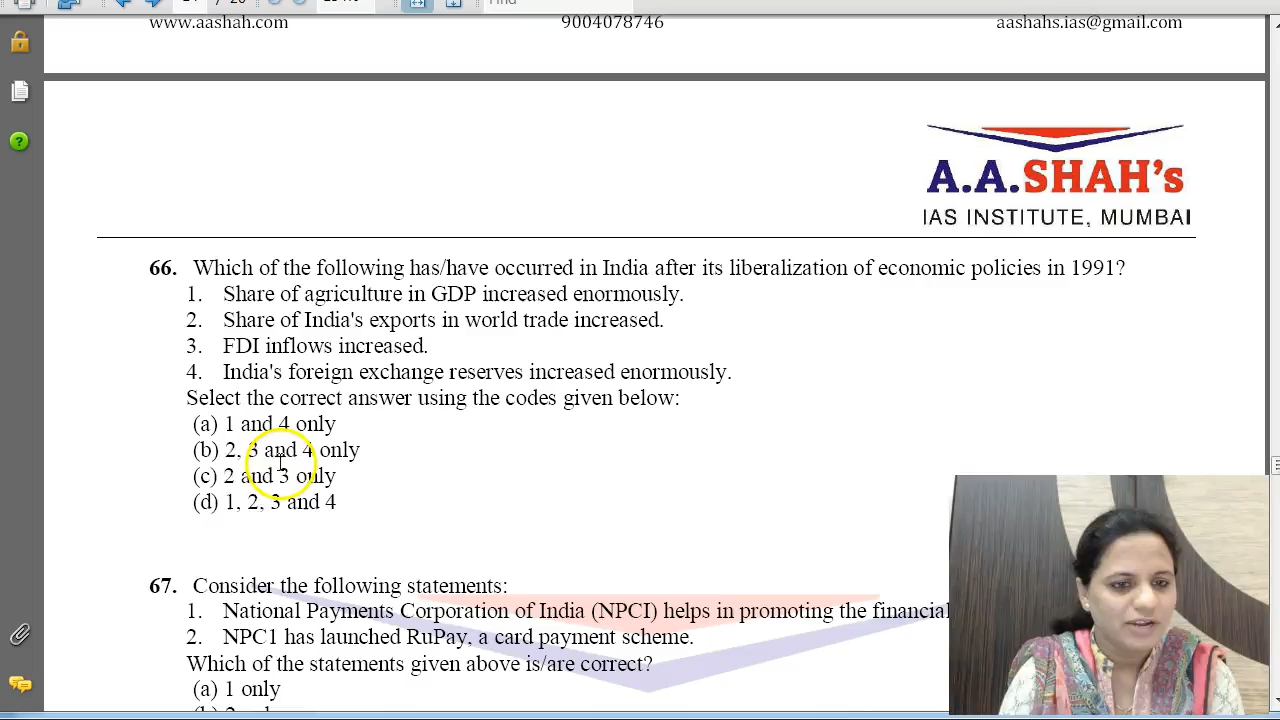 Find
www.aashah.com 9004078746 aashahs.ias@gmail.com
A.A.SHAH's
IAS INSTITUTE, MUMBAI
66. Which of the following has/have occurred in India after its liberalization of economic policies in 1991?
1. Share of agriculture in GDP increased enormously.
2. Share of India's exports in world trade increased.
3. FDI inflows increased.
4. India's foreign exchange reserves increased enormously.
Select the correct answer using the codes given below:
(a) 1 and 4 only
(b) 2, 3 and 4 only
(c) 2 and 3 only
(d) 1, 2, 3 and 4
67. Consider the following statements:
1. National Payments Corporation of India (NPCI) helps in promoting the financial
2. NPC1 has launched RuPay, a card payment scheme.
Which of the statements given above is/are correct?
(a) 1 only